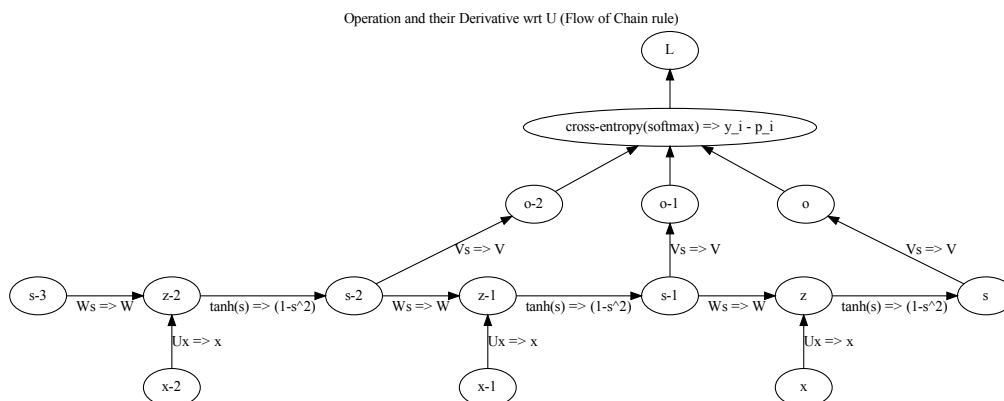 Operation and their Derivative wrt U (Flow of Chain rule)
L
cross-entropy(softmax) => y_i - p_i
o-2
o-1
o
Vs => V
Vs => V
Vs => V
s-3
Ws => W
z-2
tanh(s) => (1-s^2)
s-2
Ws => W
z-1
tanh(s) => (1-s^2)
s-1
Ws => W
z
tanh(s) => (1-s^2)
s
Ux => x
Ux => x
Ux => x
x-2
x-1
x